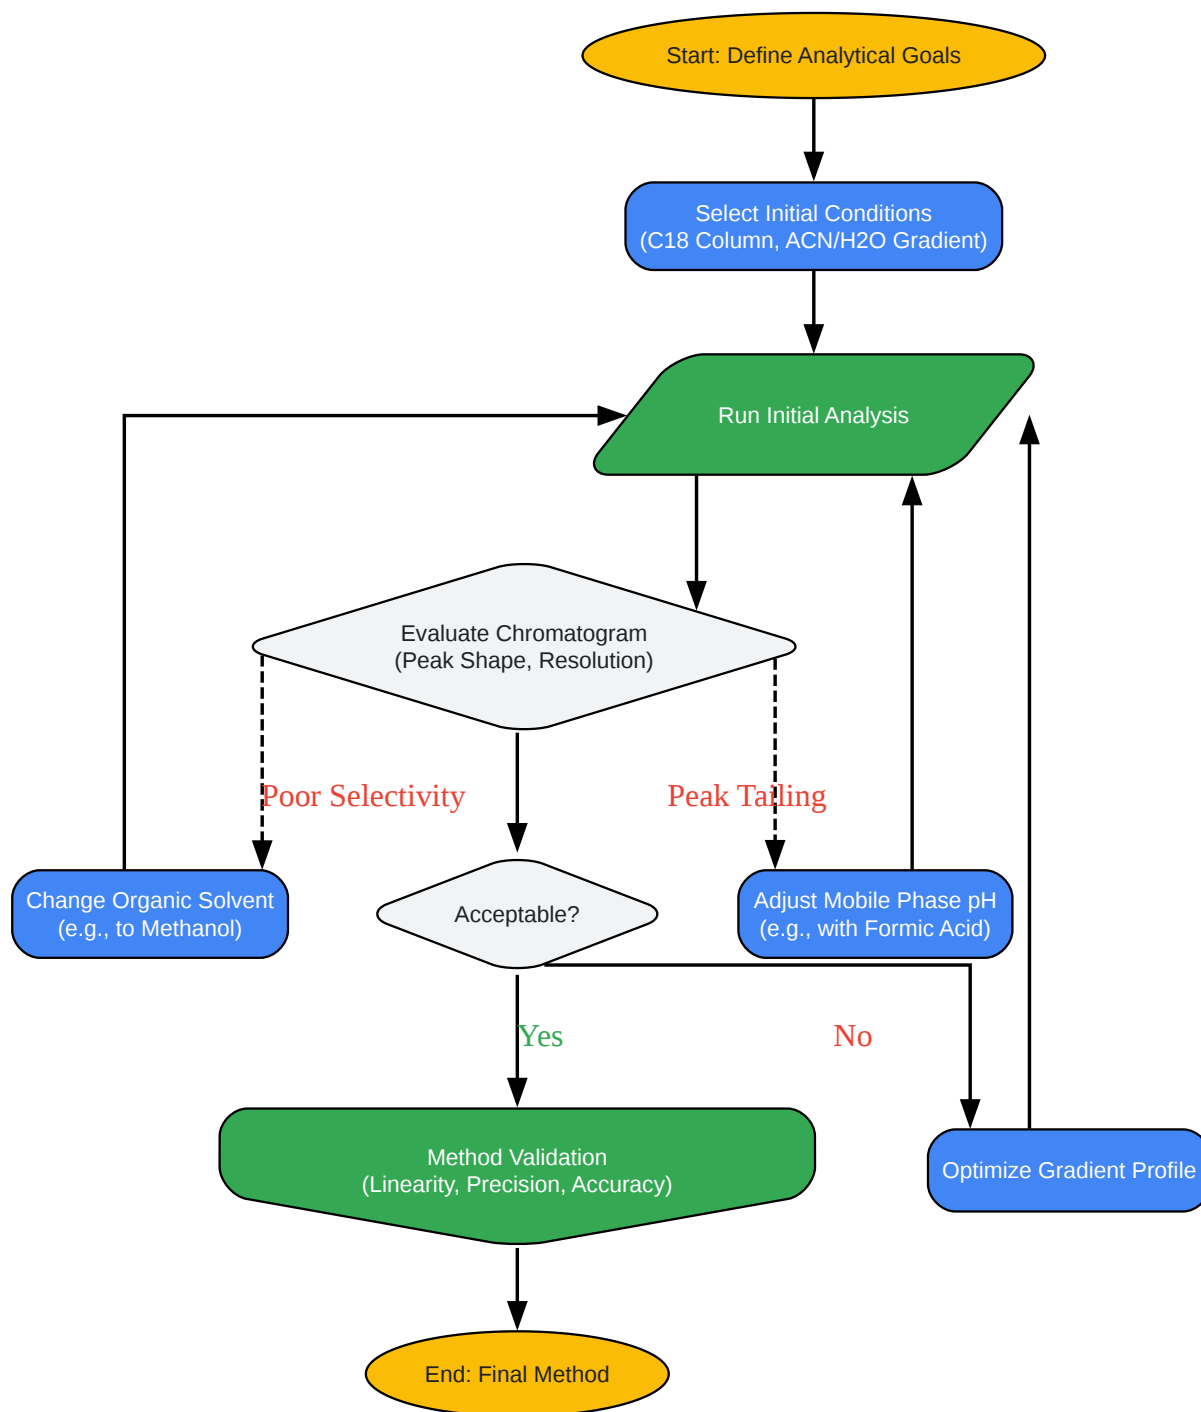 Start: Define Analytical Goals
Select Initial Conditions
(C18 Column, ACN/H2O Gradient)
Run Initial Analysis
Evaluate Chromatogram
(Peak Shape, Resolution)
Poor Selectivity
Peak Tailing
Change Organic Solvent
(e.g., to Methanol)
Acceptable?
Adjust Mobile Phase pH
(e.g., with Formic Acid)
Yes
No
Method Validation
(Linearity, Precision, Accuracy)
Optimize Gradient Profile
End: Final Method